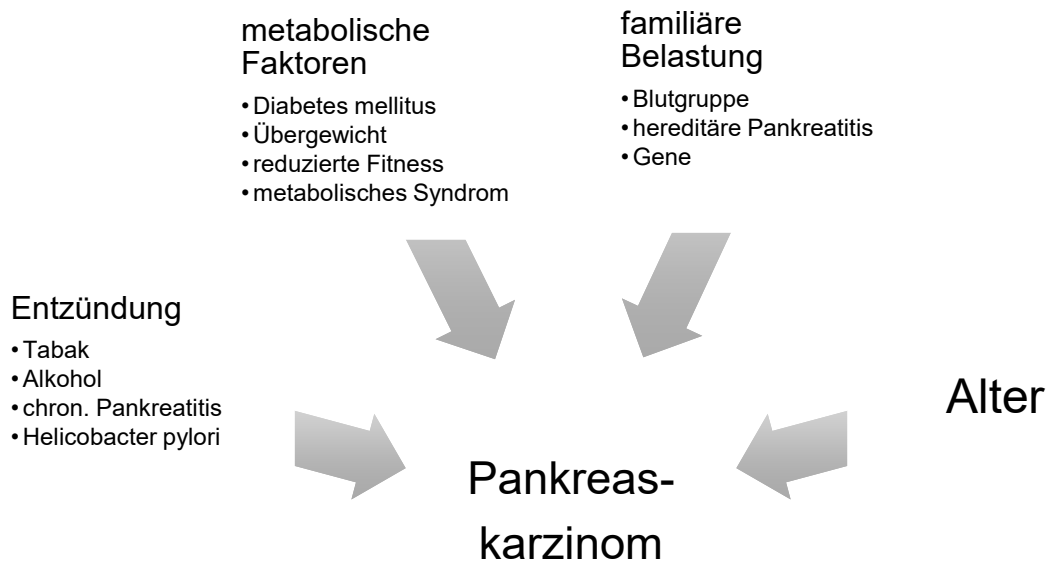 metabolische
Faktoren
• Diabetes mellitus
• Übergewicht
• reduzierte Fitness
• metabolisches Syndrom
familiäre
Belastung
• Blutgruppe
• hereditäre Pankreatitis
• Gene
Entzündung
• Tabak
• Alkohol
• chron. Pankreatitis
• Helicobacter pylori
Alter
Pankreas-
karzinom